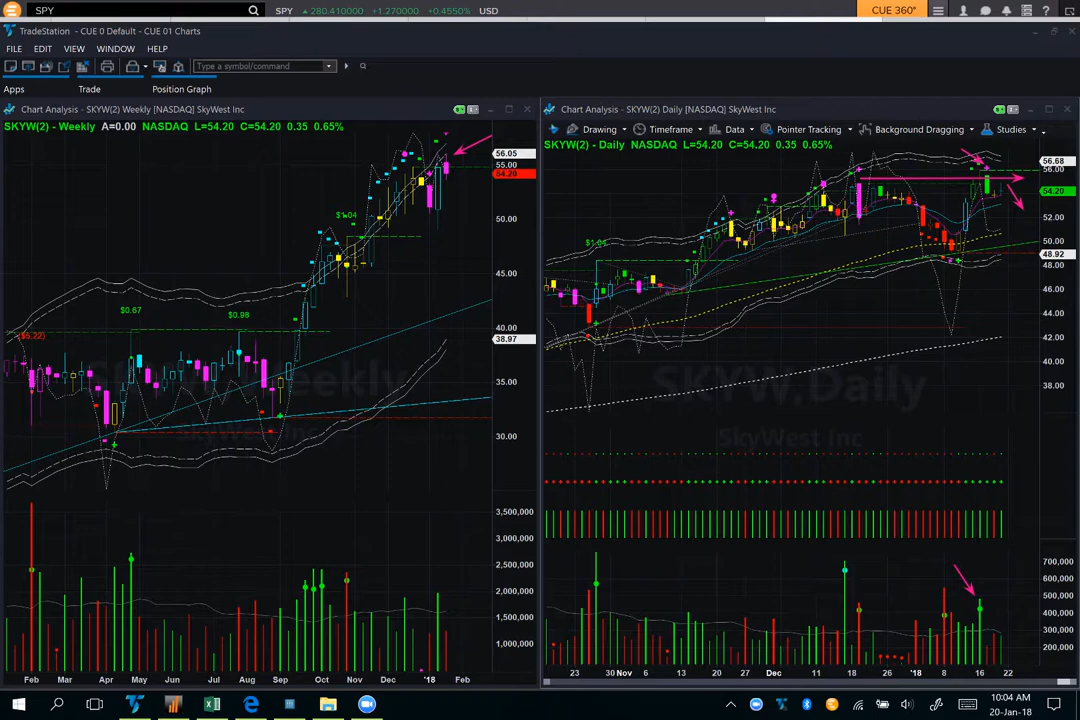 SPY
SPY 280.410000 +1.270000 +0.4550% USD
CUE 360°
TradeStation - CUE 0 Default - CUE 01 Charts
FILE EDIT VIEW WINDOW HELP
Type a symbol/command
Apps Trade Position Graph
Chart Analysis - SKYW(2) Weekly [NASDAQ] SkyWest Inc
SKYW(2) - Weekly A=0.00 NASDAQ L=54.20 C=54.20 0.35 0.65%
56.05
55.00
54.20
50.00
45.00
40.00
38.97
35.00
30.00
$1.04
$0.67
$0.98
($5.22)
SKYW,Weekly
SkyWest Inc
3,500,000
3,000,000
2,500,000
2,000,000
1,500,000
1,000,000
Feb Mar Apr May Jun Jul Aug Sep Oct Nov Dec '18 Feb
Chart Analysis - SKYW(2) Daily [NASDAQ] SkyWest Inc
Drawing Timeframe Data Pointer Tracking Background Dragging Studies
SKYW(2) - Daily NASDAQ L=54.20 C=54.20 0.35 0.65%
56.68
56.00
54.20
52.00
50.00
48.92
48.00
46.00
44.00
42.00
40.00
38.00
$1.04
SKYW,Daily
SkyWest Inc
700,000
600,000
500,000
400,000
300,000
200,000
23 30 Nov 6 13 20 27 Dec 11 18 26 '18 8 16 22
10:04 AM
20-Jan-18